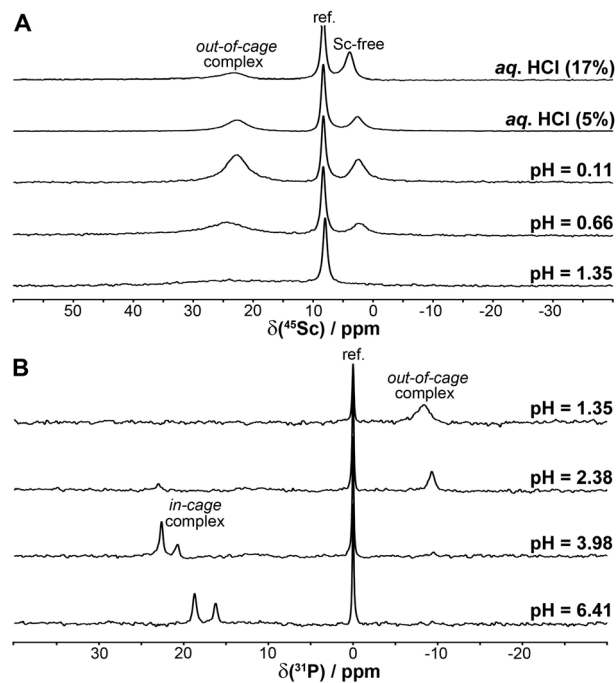 A
ref.
out-of-cage
complex
Sc-free
aq. HCl (17%)
aq. HCl (5%)
pH = 0.11
pH = 0.66
pH = 1.35
50 40 30 20 10 0 -10 -20 -30
δ(⁴⁵Sc) / ppm
B
ref.
out-of-cage
complex
pH = 1.35
pH = 2.38
in-cage
complex
pH = 3.98
pH = 6.41
30 20 10 0 -10 -20
δ(³¹P) / ppm